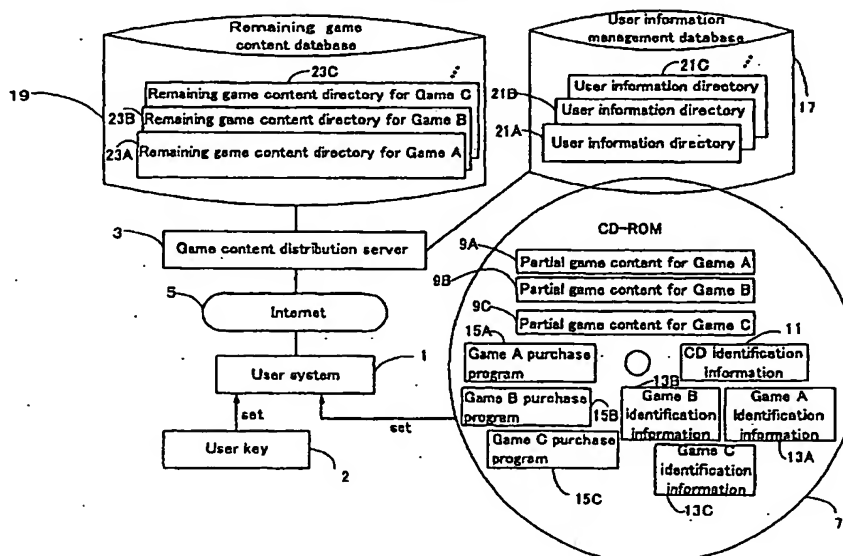 Remaining game
content database
23C
Remaining game content directory for Game C
23B
Remaining game content directory for Game B
23A
Remaining game content directory for Game A
19
User information
management database
21C
User information directory
21B
User information directory
21A
User information directory
17
3
Game content distribution server
5
Internet
1
User system
set
set
User key
2
CD-ROM
9A
Partial game content for Game A
9B
Partial game content for Game B
9C
Partial game content for Game C
15A
Game A purchase
program
11
CD identification
information
13B
Game B purchase
program
15B
Game B
identification
information
Game A
identification
information
13A
Game C purchase
program
15C
Game C
identification
information
13C
7